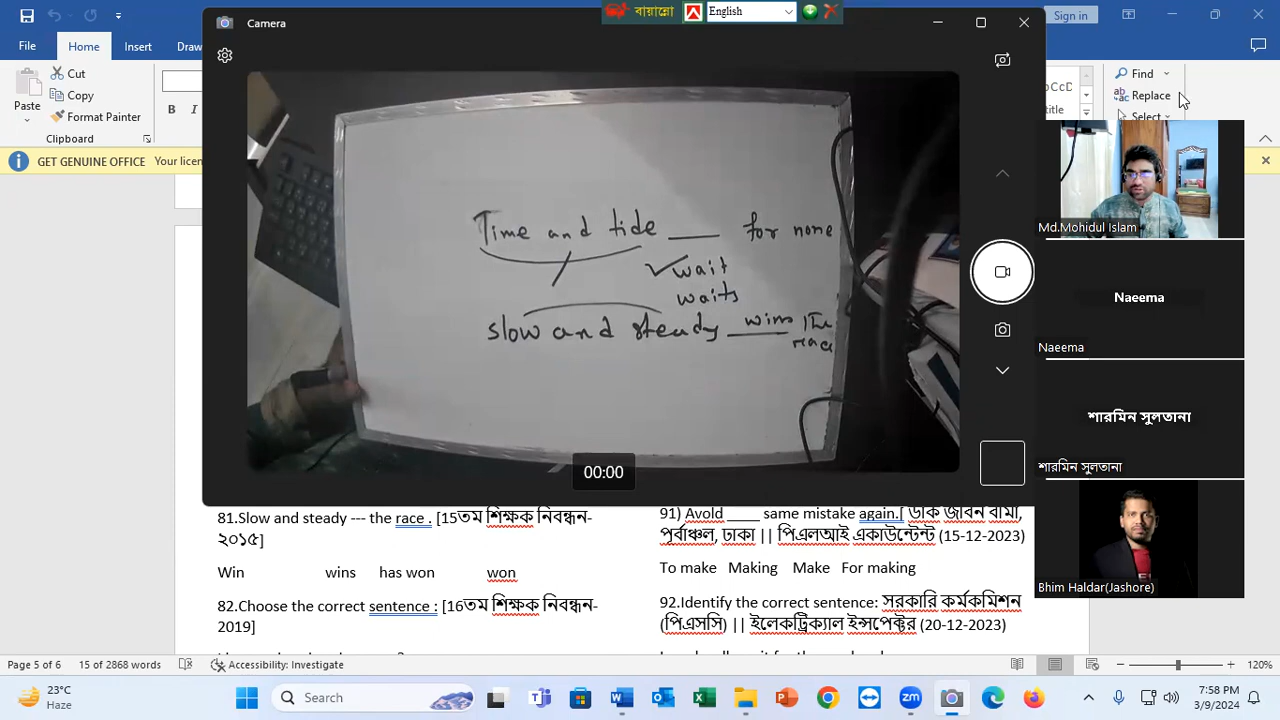 বায়ান্নো English
Sign in
Camera
File Home Insert Draw
Cut
Copy
Paste
Format Painter
B I
Clipboard
Find
Replace
Select
GET GENUINE OFFICE Your licen
Time and tide ___ for none
✓wait
waits
slow and steady wins the
race
00:00
Md.Mohidul Islam
Naeema
Naeema
শারমিন সুলতানা
শারমিন সুলতানা
Bhim Haldar(Jashore)
81.Slow and steady --- the race . [15তম শিক্ষক নিবন্ধন-
২০১৫]
Win wins has won won
82.Choose the correct sentence : [16তম শিক্ষক নিবন্ধন-
2019]
91) Avoid ____ same mistake again.[ ডাক জীবন বীমা,
পূর্বাঞ্চল, ঢাকা || পিএলআই একাউন্টেন্ট (15-12-2023)
To make Making Make For making
92.Identify the correct sentence: সরকারি কর্মকমিশন
(পিএসসি) || ইলেকট্রিক্যাল ইন্সপেক্টর (20-12-2023)
Page 5 of 6 15 of 2868 words Accessibility: Investigate
120%
23°C
Haze
Search
7:58 PM
3/9/2024